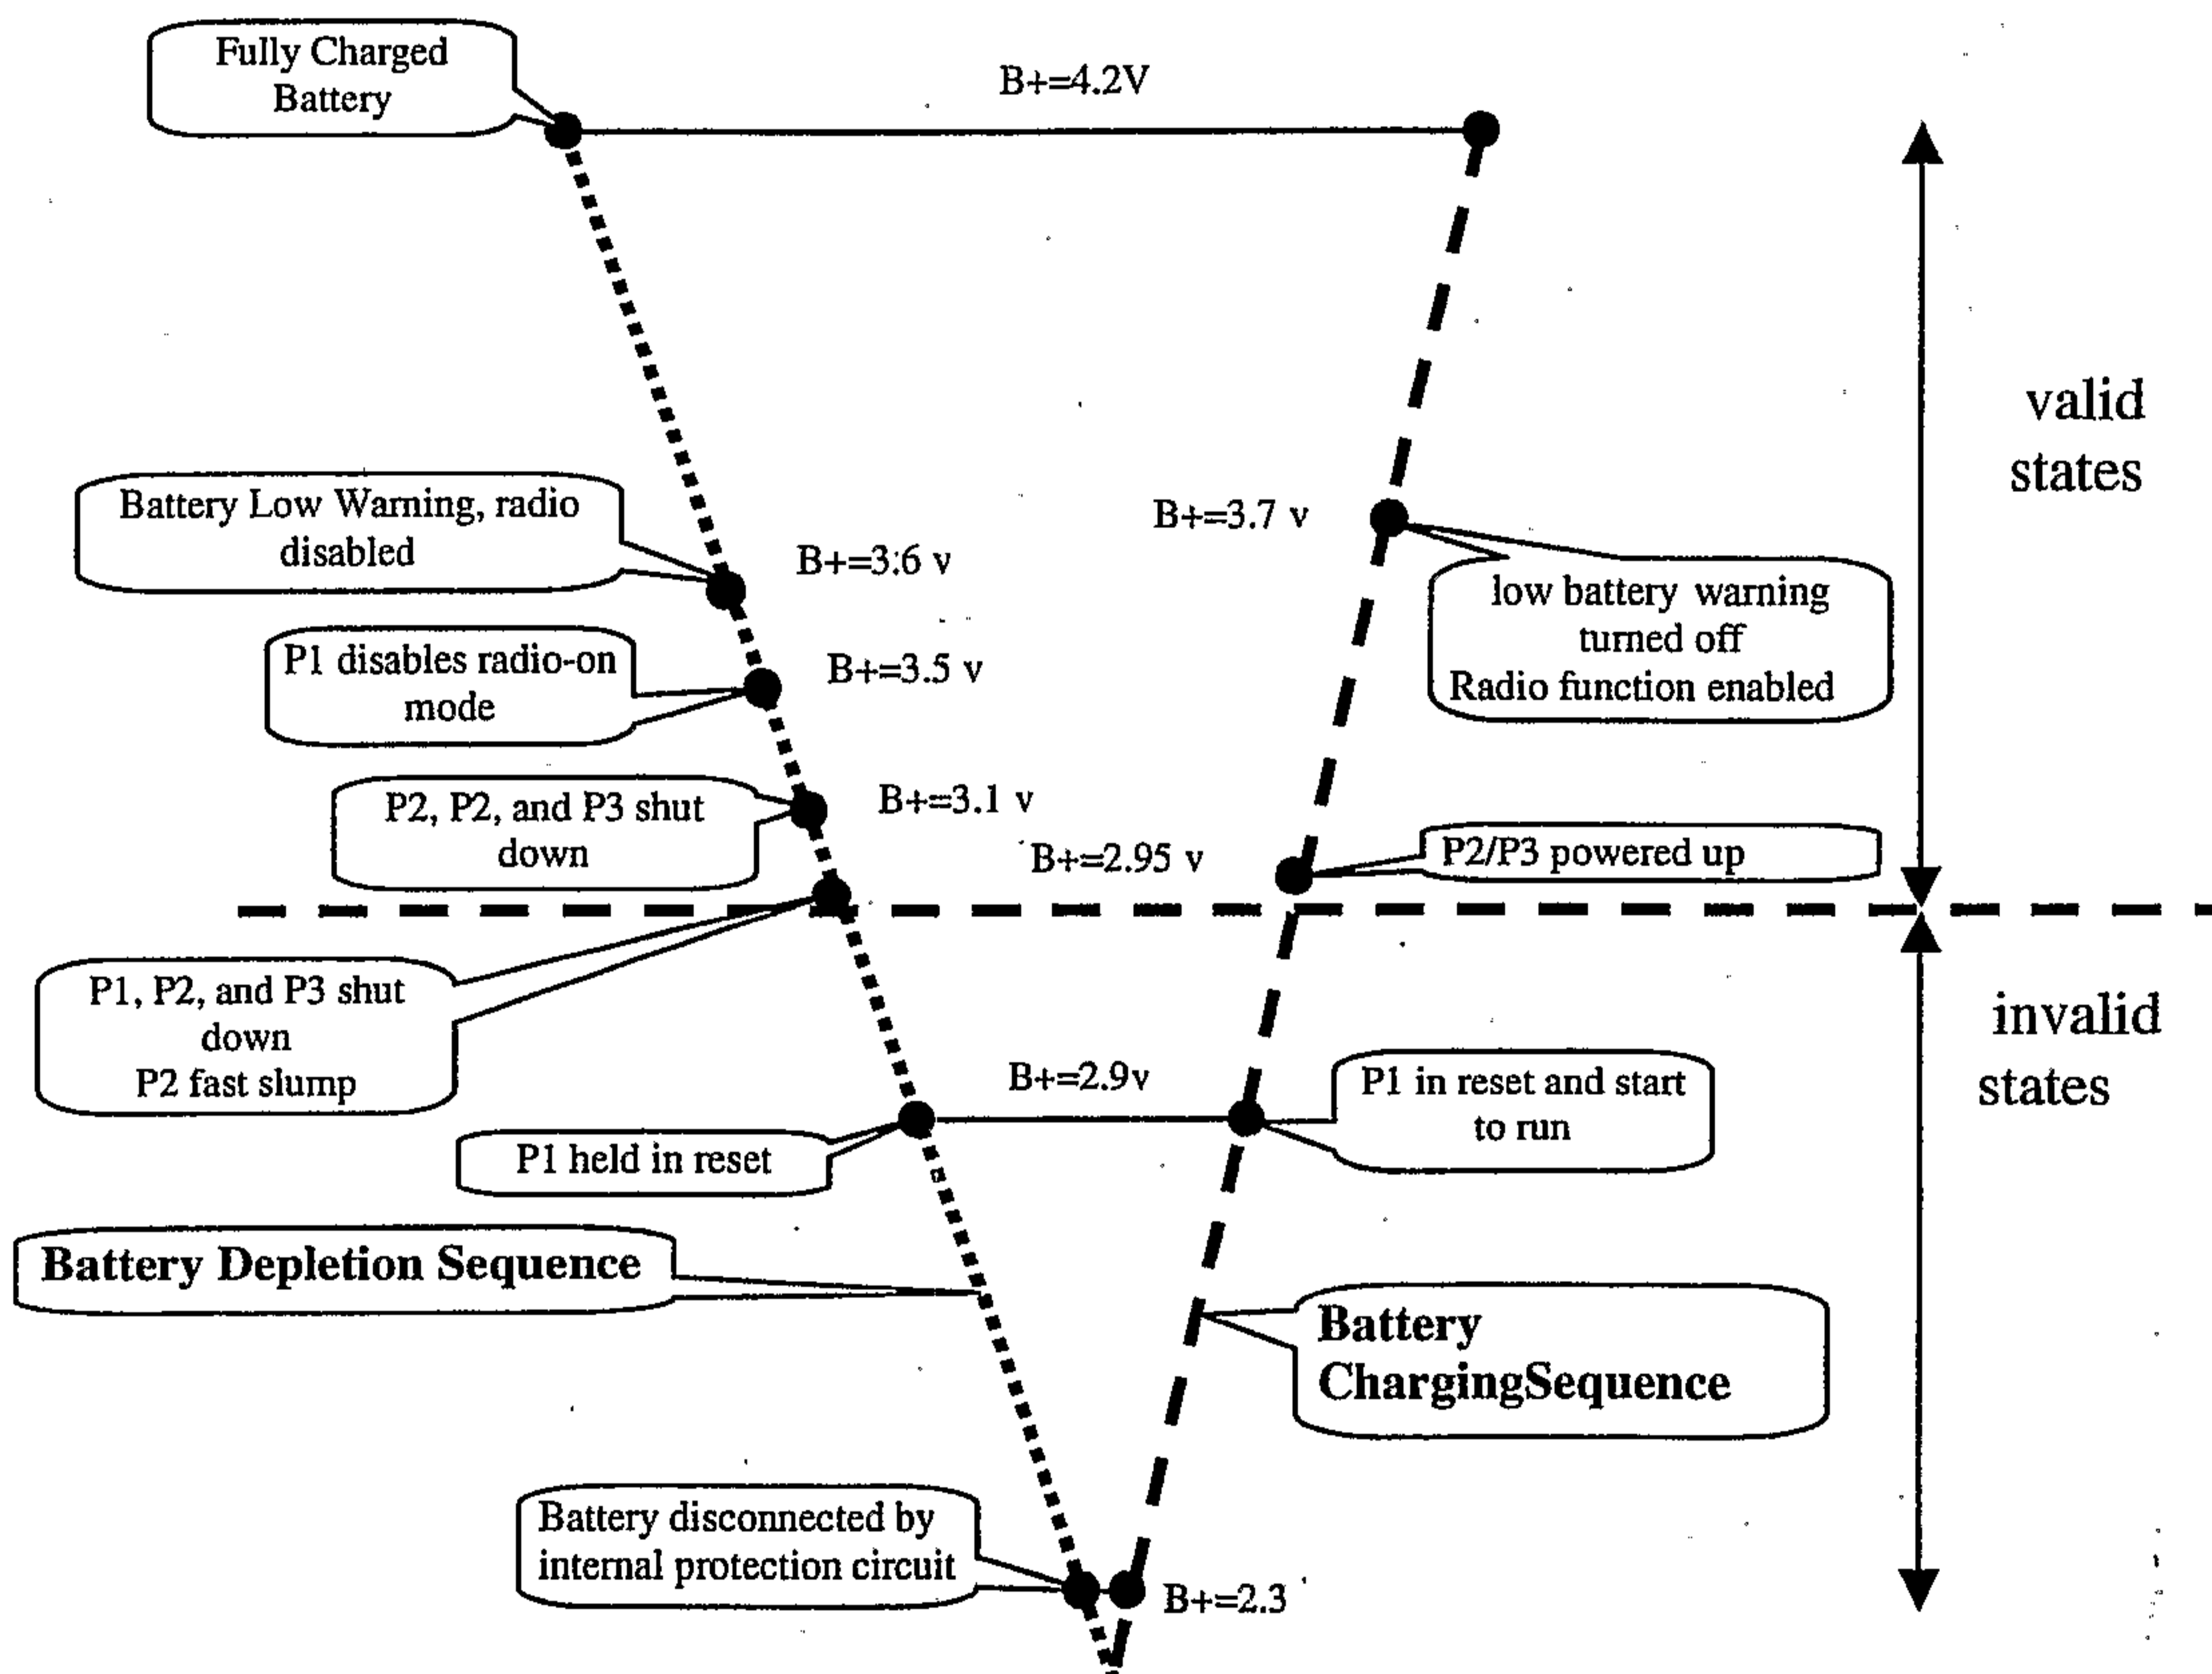 Fully Charged
Battery
B+=4.2V
valid
states
Battery Low Warning, radio
disabled
B+=3.6 v
B+=3.7 v
low battery warning
turned off
Radio function enabled
P1 disables radio-on
mode
B+=3.5 v
P2, P2, and P3 shut
down
B+=3.1 v
B+=2.95 v
P2/P3 powered up
P1, P2, and P3 shut
down
P2 fast slump
invalid
states
B+=2.9v
P1 in reset and start
to run
P1 held in reset
Battery Depletion Sequence
Battery
ChargingSequence
Battery disconnected by
internal protection circuit
B+=2.3